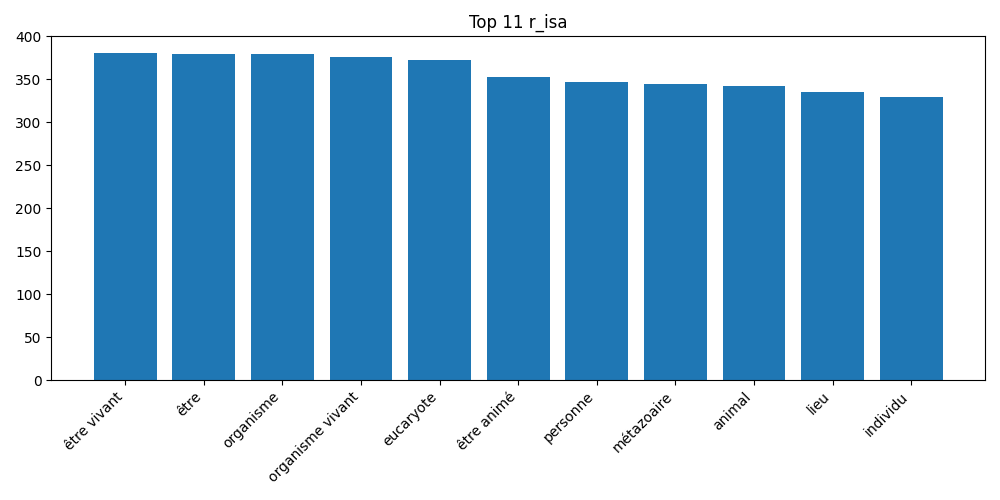 Top 11 r_isa
400
350
300
250
200
150
100
50
0
être vivant
être
organisme
organisme vivant
eucaryote
être animé
personne
métazoaire
animal
lieu
individu